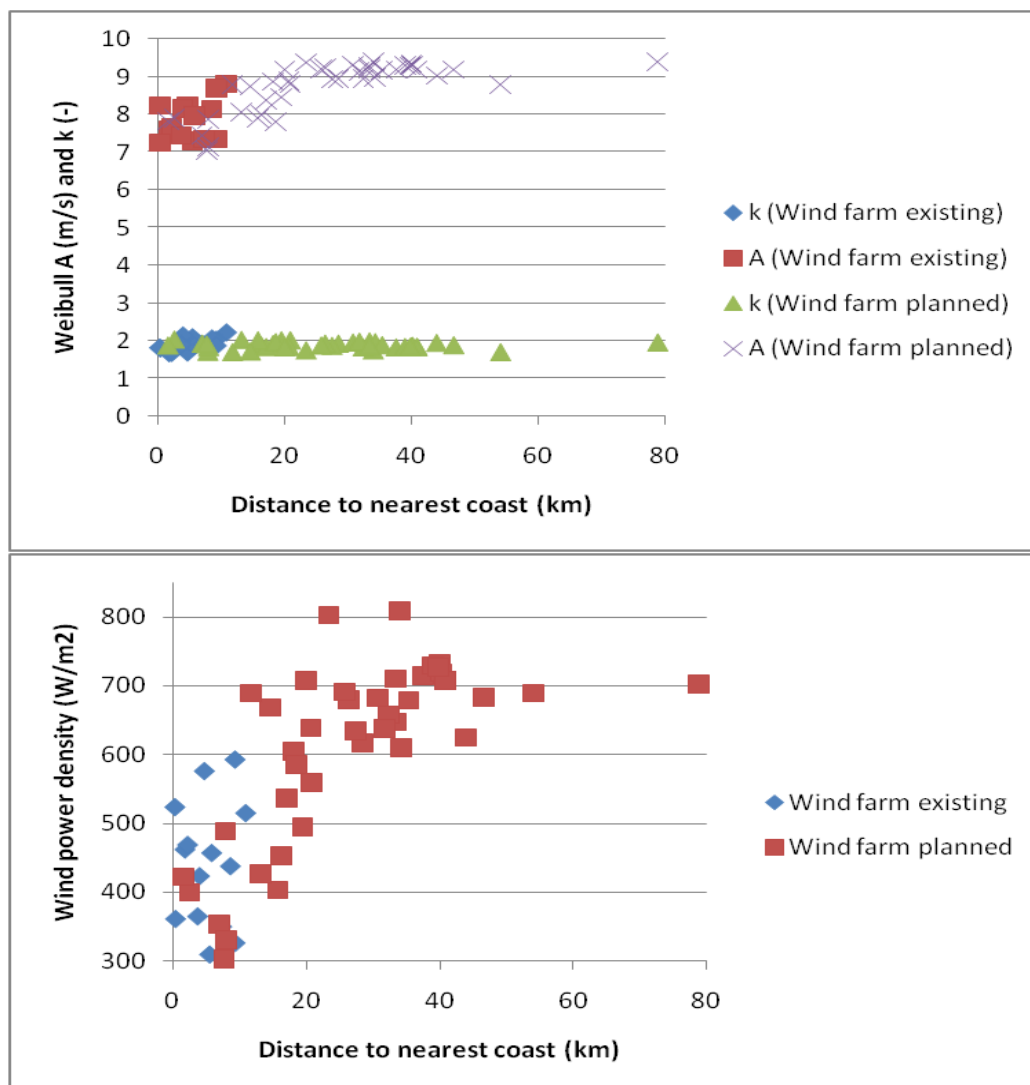 10
9
8
7
6
5
4
3
2
1
0
Weibull A (m/s) and k (-)
0 20 40 60 80
Distance to nearest coast (km)
k (Wind farm existing)
A (Wind farm existing)
k (Wind farm planned)
A (Wind farm planned)
800
700
600
500
400
300
Wind power density (W/m2)
0 20 40 60 80
Distance to nearest coast (km)
Wind farm existing
Wind farm planned